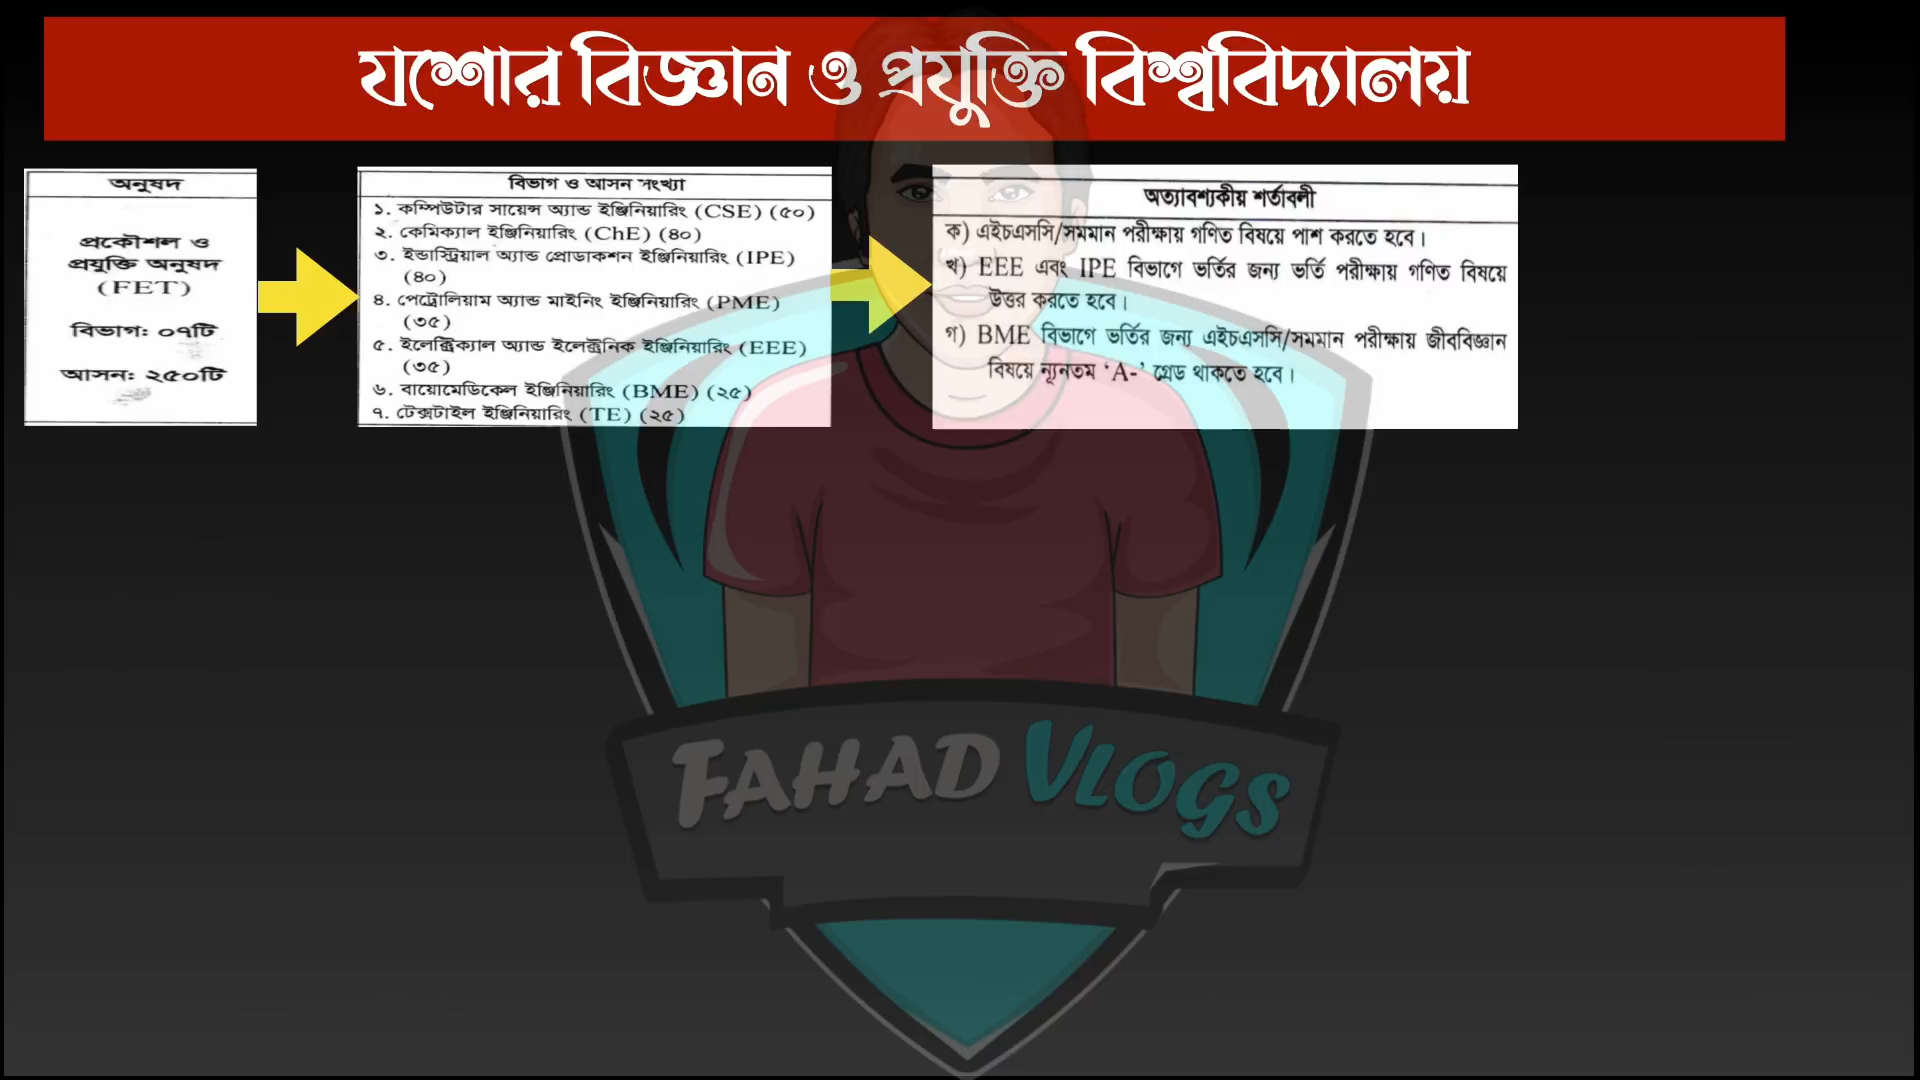 যশোর বিজ্ঞান ও প্রযুক্তি বিশ্ববিদ্যালয়
অনুষদ
প্রকৌশল ও
প্রযুক্তি অনুষদ
(FET)
বিভাগ: ০৭টি
আসন: ২৫০টি
বিভাগ ও আসন সংখ্যা
১. কম্পিউটার সায়েন্স অ্যান্ড ইঞ্জিনিয়ারিং (CSE) (৫০)
২. কেমিক্যাল ইঞ্জিনিয়ারিং (ChE) (৪০)
৩. ইন্ডাস্ট্রিয়াল অ্যান্ড প্রোডাকশন ইঞ্জিনিয়ারিং (IPE)
(৪০)
৪. পেট্রোলিয়াম অ্যান্ড মাইনিং ইঞ্জিনিয়ারিং (PME)
(৩৫)
৫. ইলেক্ট্রিক্যাল অ্যান্ড ইলেক্ট্রনিক ইঞ্জিনিয়ারিং (EEE)
(৩৫)
৬. বায়োমেডিকেল ইঞ্জিনিয়ারিং (BME) (২৫)
৭. টেক্সটাইল ইঞ্জিনিয়ারিং (TE) (২৫)
অত্যাবশ্যকীয় শর্তাবলী
ক) এইচএসসি/সমমান পরীক্ষায় গণিত বিষয়ে পাশ করতে হবে।
খ) EEE এবং IPE বিভাগে ভর্তির জন্য ভর্তি পরীক্ষায় গণিত বিষয়ে
উত্তর করতে হবে।
গ) BME বিভাগে ভর্তির জন্য এইচএসসি/সমমান পরীক্ষায় জীববিজ্ঞান
বিষয়ে ন্যূনতম ‘A-’ গ্রেড থাকতে হবে।
FAHAD VLOGS